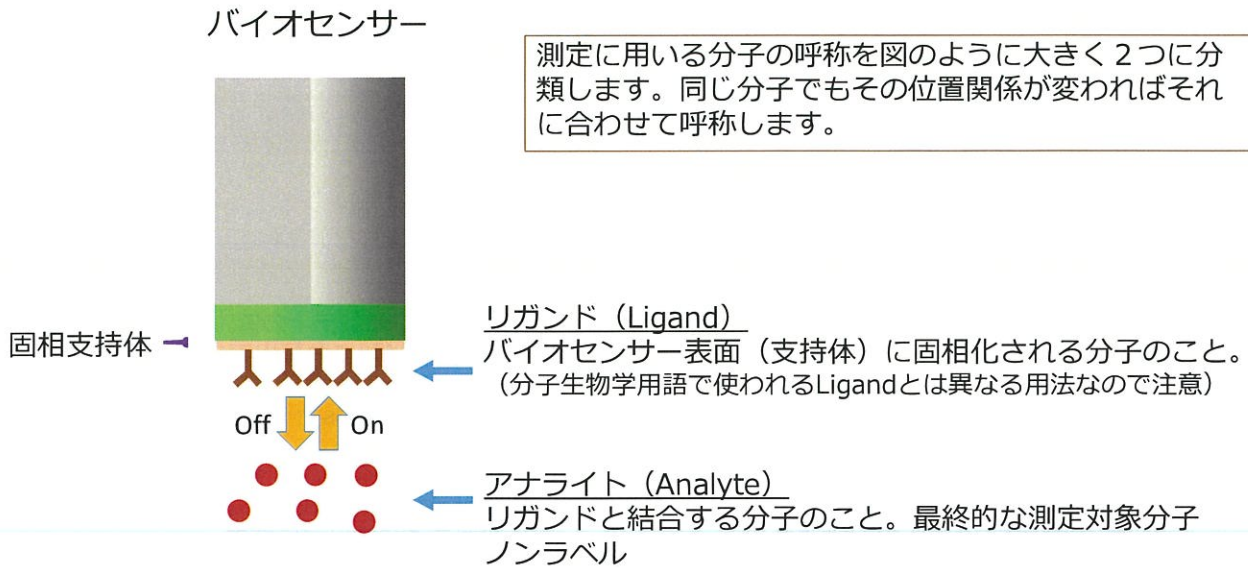 バイオセンサー
測定に用いる分子の呼称を図のように大きく２つに分
類します。同じ分子でもその位置関係が変わればそれ
に合わせて呼称します。
固相支持体
リガンド（Ligand）
バイオセンサー表面（支持体）に固相化される分子のこと。
（分子生物学用語で使われるLigandとは異なる用法なので注意）
Off On
アナライト（Analyte）
リガンドと結合する分子のこと。最終的な測定対象分子
ノンラベル